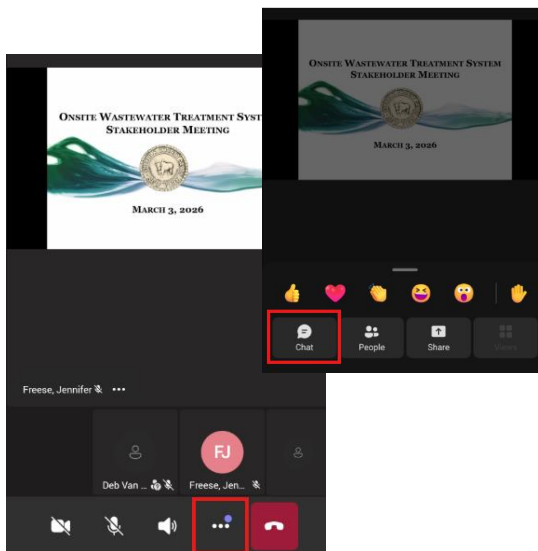 ONSITE WASTEWATER TREATMENT SYST
STAKEHOLDER MEETING
MARCH 3, 2026
Freese, Jennifer
Deb Van ...
FJ
Freese, Jen...
ONSITE WASTEWATER TREATMENT SYSTEM
STAKEHOLDER MEETING
MARCH 3, 2026
Chat
People
Share
Views